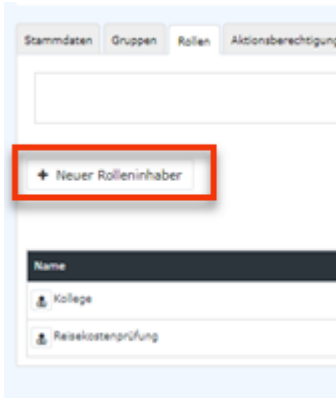 Stammdaten Gruppen Rollen Aktionsberechtigung
+ Neuer Rolleninhaber
Name
Kollege
Reisekostenprüfung